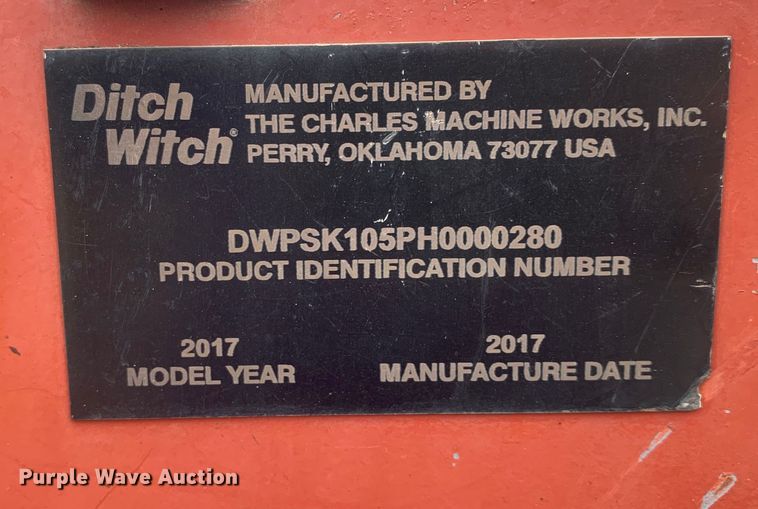 Ditch Witch®
MANUFACTURED BY
THE CHARLES MACHINE WORKS, INC.
PERRY, OKLAHOMA 73077 USA
DWPSK105PH0000280
PRODUCT IDENTIFICATION NUMBER
2017
MODEL YEAR
2017
MANUFACTURE DATE
Purple Wave Auction